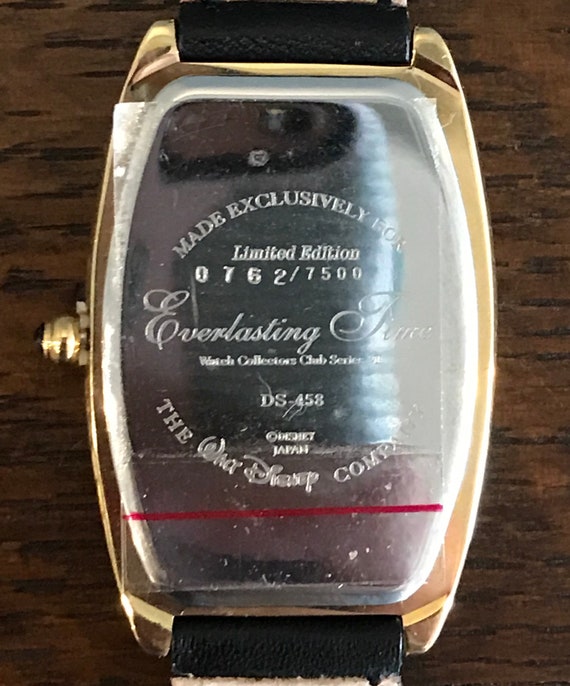 MADE EXCLUSIVELY FOR
Limited Edition
0762/7500
Everlasting Time
Watch Collectors Club Series
DS-458
©DISNEY
JAPAN
THE WALT DISNEY COMPANY